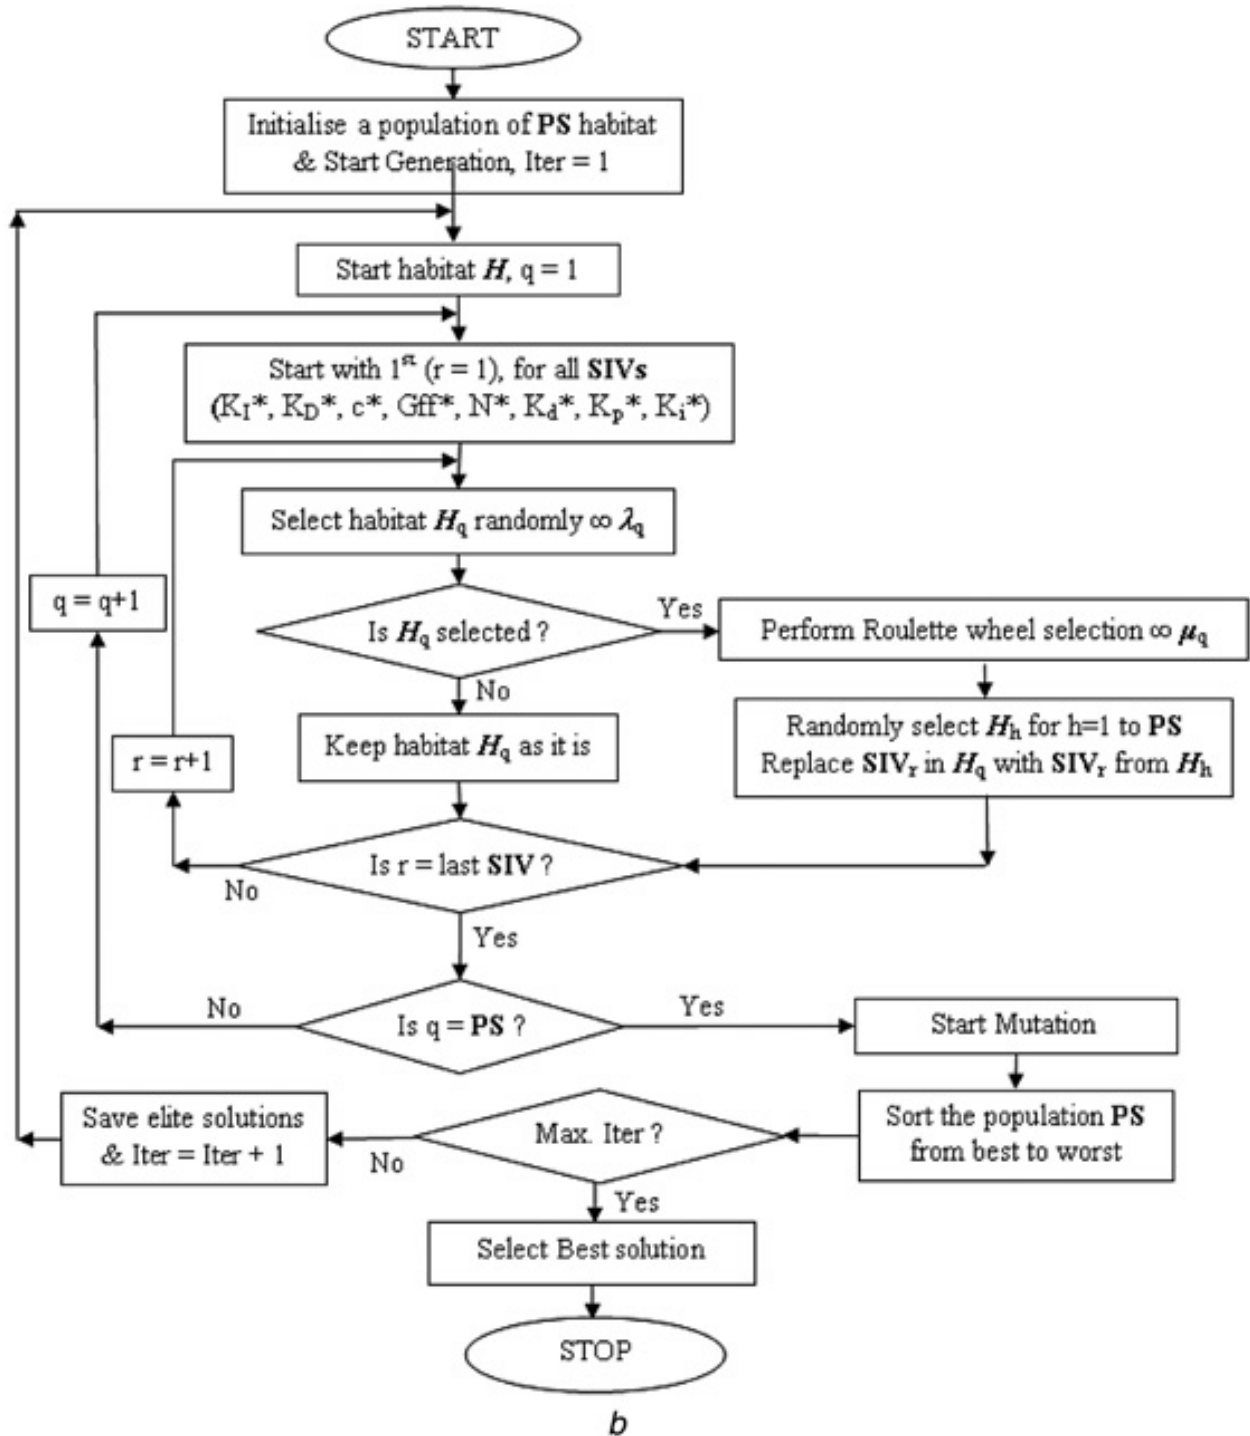 START
Initialise a population of PS habitat
& Start Generation, Iter = 1
Start habitat H, q = 1
Start with 1st (r = 1), for all SIVs
(KI*, KD*, c*, Gff*, N*, Kd*, Kp*, Ki*)
Select habitat Hq randomly ∞ λq
q = q+1
Is Hq selected ?
Yes
Perform Roulette wheel selection ∞ μq
No
Randomly select Hh for h=1 to PS
Replace SIVr in Hq with SIVr from Hh
Keep habitat Hq as it is
r = r+1
Is r = last SIV ?
No
Yes
No
Is q = PS ?
Yes
Start Mutation
Sort the population PS
from best to worst
Max. Iter ?
No
Save elite solutions
& Iter = Iter + 1
Yes
Select Best solution
STOP
b